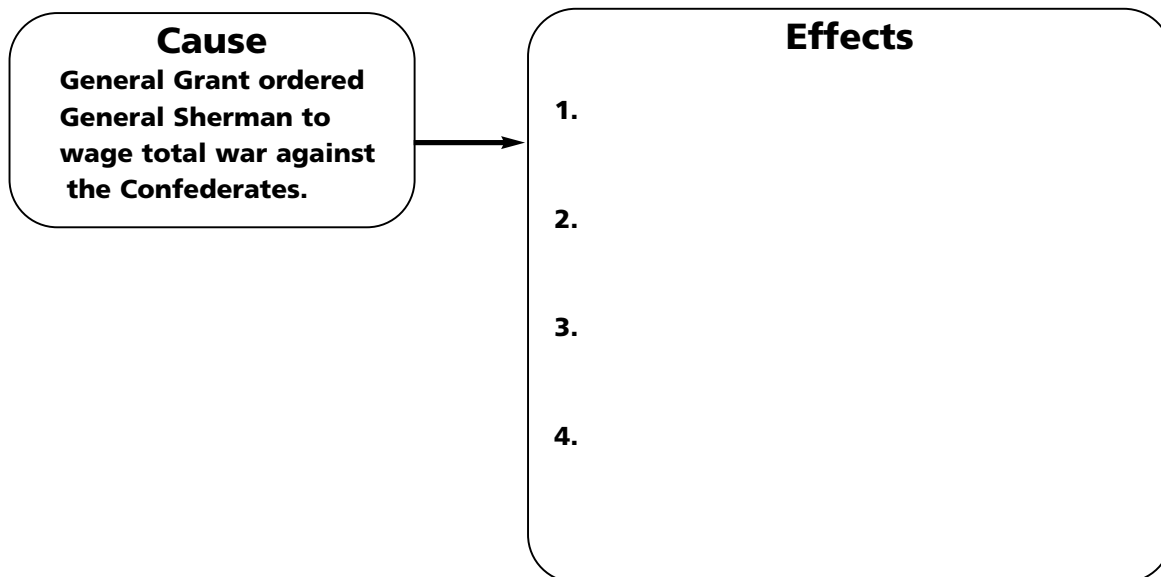 Cause
General Grant ordered
General Sherman to
wage total war against
the Confederates.
Effects
1.
2.
3.
4.